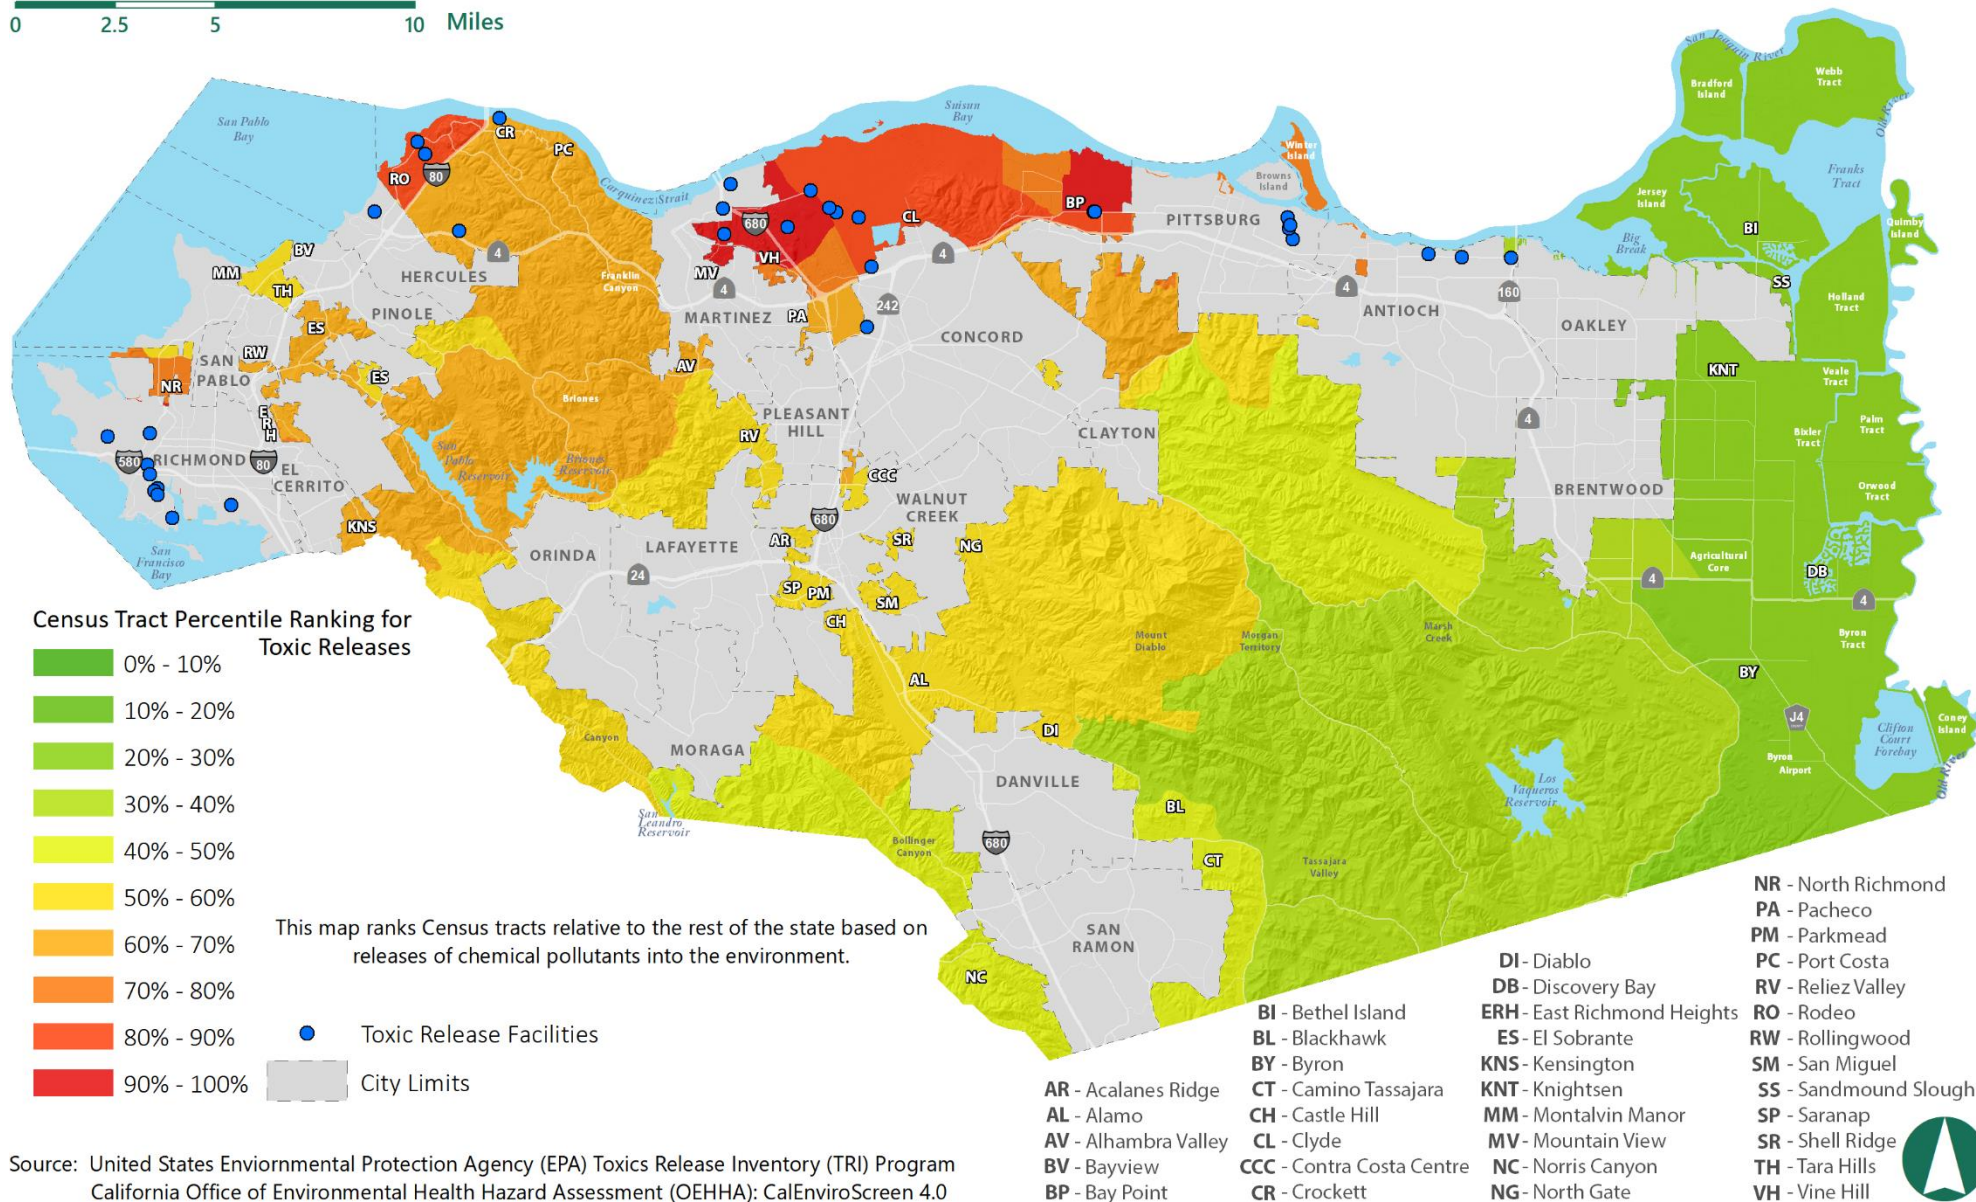 0 2.5 5 10 Miles
San Joaquin River
Bradford
Island
Webb
Tract
Old River
Franks
Tract
San Pablo
Bay
Suisun
Bay
CR
PC
80
RO
Carquinez Strait
Winter
Island
Browns
Island
Jersey
Island
Quimby
Island
BP
PITTSBURG
CL
680
BI
Big
Break
BV
MM
TH
HERCULES
4
Franklin
Canyon
VH
MV
4
4
SS
4
160
Holland
Tract
PINOLE
ES
242
MARTINEZ
PA
CONCORD
ANTIOCH
OAKLEY
RW
SAN
PABLO
ES
NR
AV
KNT
Veale
Tract
Briones
E
R
H
PLEASANT
HILL
RV
CLAYTON
4
Palm
Tract
Bixler
Tract
580
RICHMOND
80
EL
CERRITO
San
Pablo
Reservoir
Briones
Reservoir
CCC
WALNUT
CREEK
BRENTWOOD
Orwood
Tract
KNS
680
San
Francisco
Bay
ORINDA
LAFAYETTE
AR
SR
NG
24
SP
PM
SM
CH
Agricultural
Core
DB
4
4
Mount
Diablo
Morgan
Territory
Marsh
Creek
Byron
Tract
AL
BY
DI
Canyon
MORAGA
J4
Clifton
Court
Forebay
Coney
Island
Old River
Byron
Airport
DANVILLE
San
Leandro
Reservoir
BL
Los
Vaqueros
Reservoir
Bollinger
Canyon
680
CT
Tassajara
Valley
SAN
RAMON
NC
Census Tract Percentile Ranking for
Toxic Releases
0% - 10%
10% - 20%
20% - 30%
30% - 40%
40% - 50%
50% - 60%
60% - 70%
70% - 80%
80% - 90%
90% - 100%
This map ranks Census tracts relative to the rest of the state based on
releases of chemical pollutants into the environment.
Toxic Release Facilities
City Limits
AR - Acalanes Ridge
AL - Alamo
AV - Alhambra Valley
BV - Bayview
BP - Bay Point
BI - Bethel Island
BL - Blackhawk
BY - Byron
CT - Camino Tassajara
CH - Castle Hill
CL - Clyde
CCC - Contra Costa Centre
CR - Crockett
DI - Diablo
DB - Discovery Bay
ERH - East Richmond Heights
ES - El Sobrante
KNS - Kensington
KNT - Knightsen
MM - Montalvin Manor
MV - Mountain View
NC - Norris Canyon
NG - North Gate
NR - North Richmond
PA - Pacheco
PM - Parkmead
PC - Port Costa
RV - Reliez Valley
RO - Rodeo
RW - Rollingwood
SM - San Miguel
SS - Sandmound Slough
SP - Saranap
SR - Shell Ridge
TH - Tara Hills
VH - Vine Hill
Source: United States Enviornmental Protection Agency (EPA) Toxics Release Inventory (TRI) Program
California Office of Environmental Health Hazard Assessment (OEHHA): CalEnviroScreen 4.0